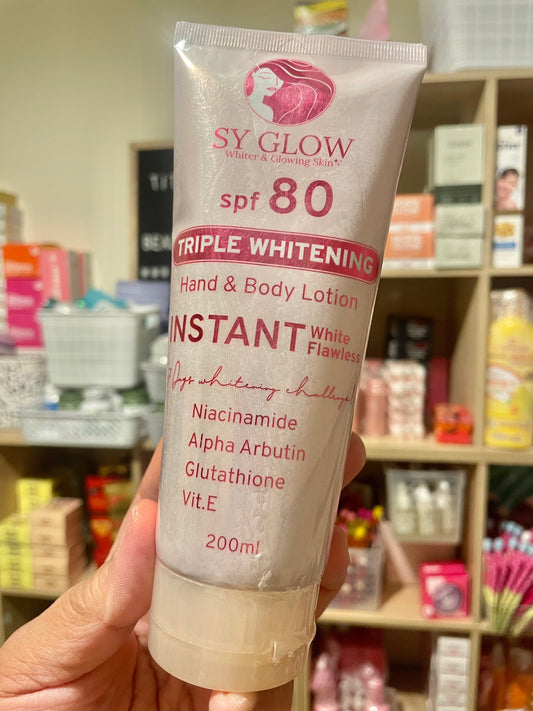 SY GLOW
Whiter & Glowing Skin
spf 80
TRIPLE WHITENING
Hand & Body Lotion
INSTANT White Flawless
7 Days whitening challenge
Niacinamide
Alpha Arbutin
Glutathione
Vit.E
200ml